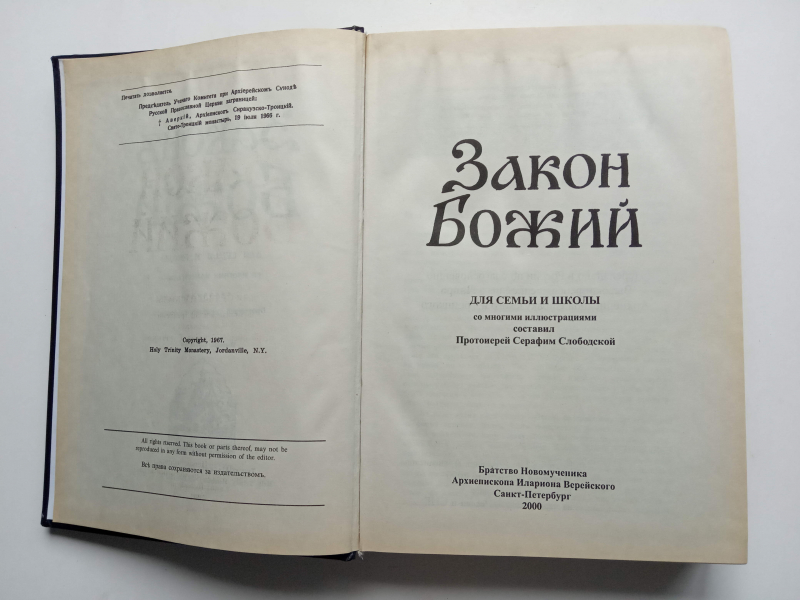 Печатать дозволяется
Предсѣдатель Ученаго Комитета при Архіерейскомъ Синодѣ
Русской Православной Церкви заграницей:
† Аверкій, Архіепископъ Сиракузско-Троицкій.
Свято-Троицкій монастырь, 19 іюля 1966 г.
Copyright, 1967.
Holy Trinity Monastery, Jordanville, N.Y.
All rights reserved. This book or parts thereof, may not be
reproduced in any form without permission of the editor.
Всѣ права сохраняются за издательствомъ.
Закон
Божий
ДЛЯ СЕМЬИ И ШКОЛЫ
со многими иллюстрациями
составил
Протоиерей Серафим Слободской
Братство Новомученика
Архиепископа Илариона Верейского
Санкт-Петербург
2000